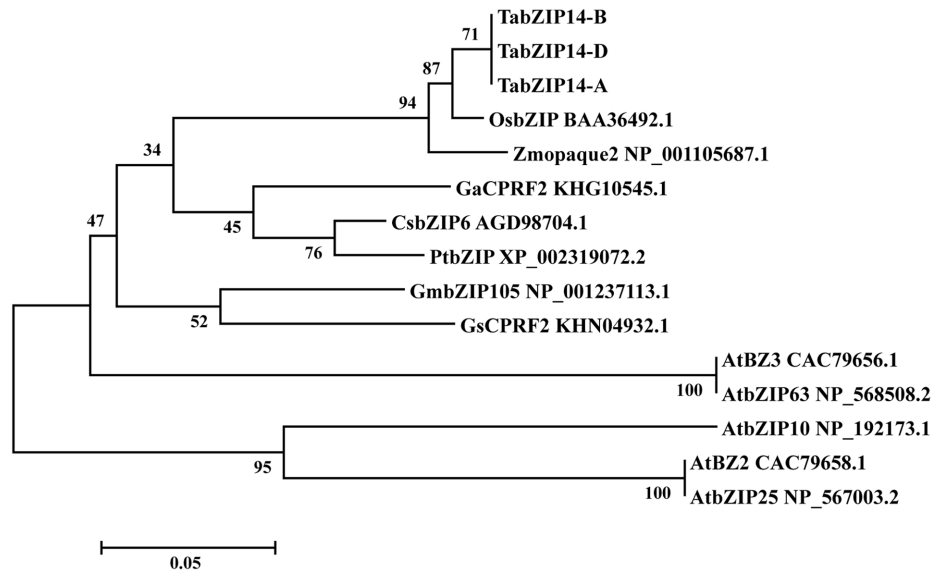 TabZIP14-B
71
TabZIP14-D
87
TabZIP14-A
94
OsbZIP BAA36492.1
34
Zmopaque2 NP_001105687.1
GaCPRF2 KHG10545.1
47
45
CsbZIP6 AGD98704.1
76
PtbZIP XP_002319072.2
GmbZIP105 NP_001237113.1
52
GsCPRF2 KHN04932.1
AtBZ3 CAC79656.1
100
AtbZIP63 NP_568508.2
AtbZIP10 NP_192173.1
95
AtBZ2 CAC79658.1
100
AtbZIP25 NP_567003.2
0.05